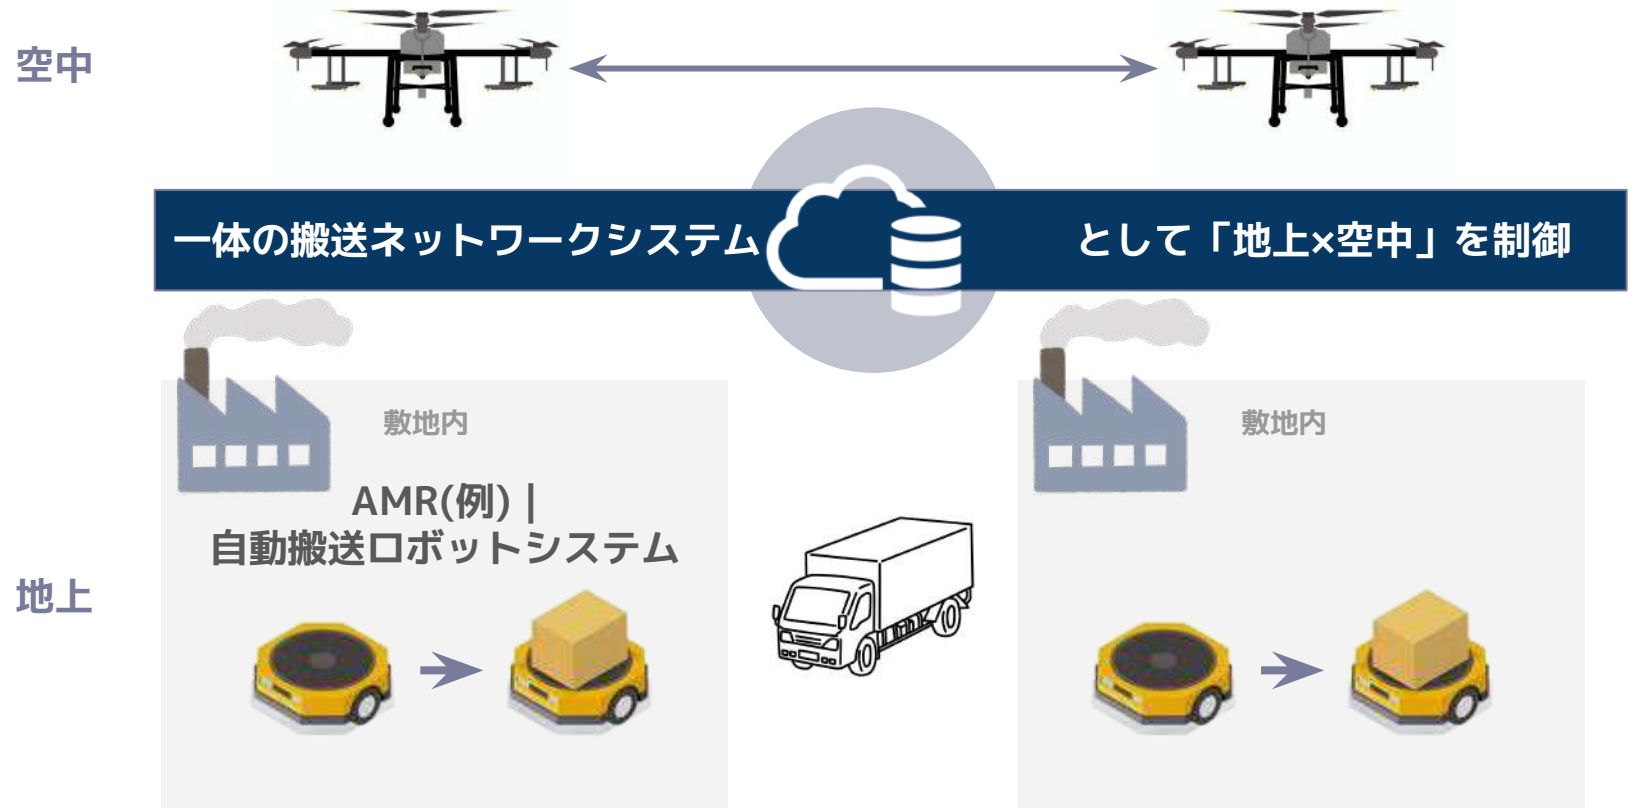 空中
一体の搬送ネットワークシステム
として「地上×空中」を制御
敷地内
敷地内
AMR(例) |
自動搬送ロボットシステム
地上